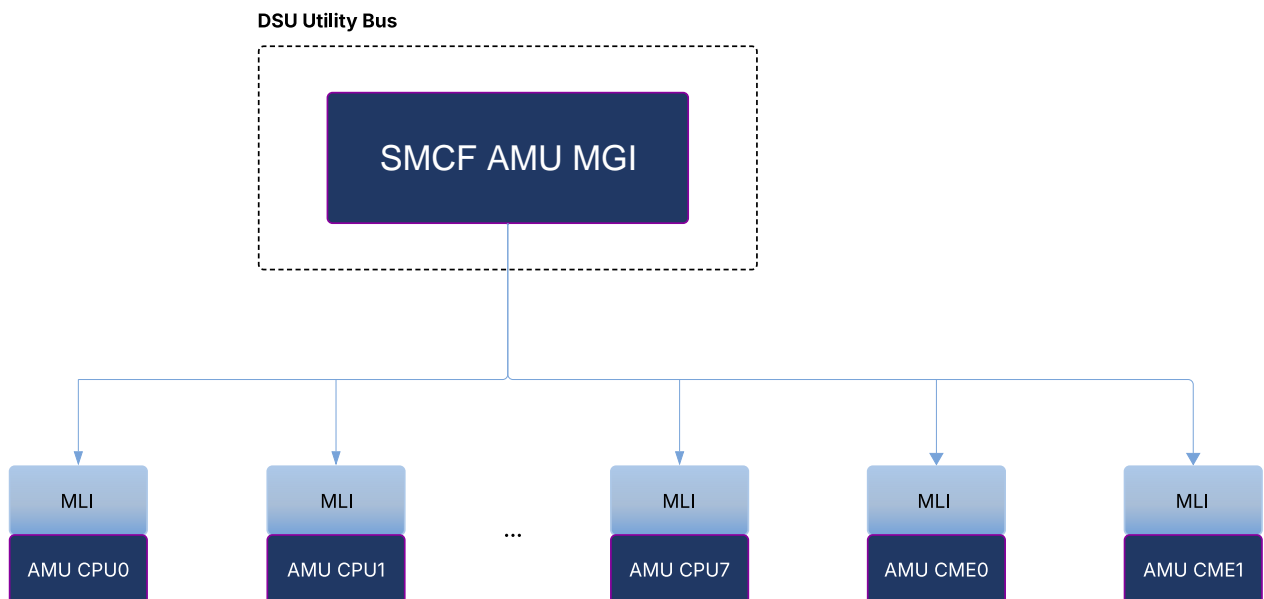 DSU Utility Bus
SMCF AMU MGI
MLI
MLI
MLI
MLI
MLI
...
AMU CPU0
AMU CPU1
AMU CPU7
AMU CME0
AMU CME1